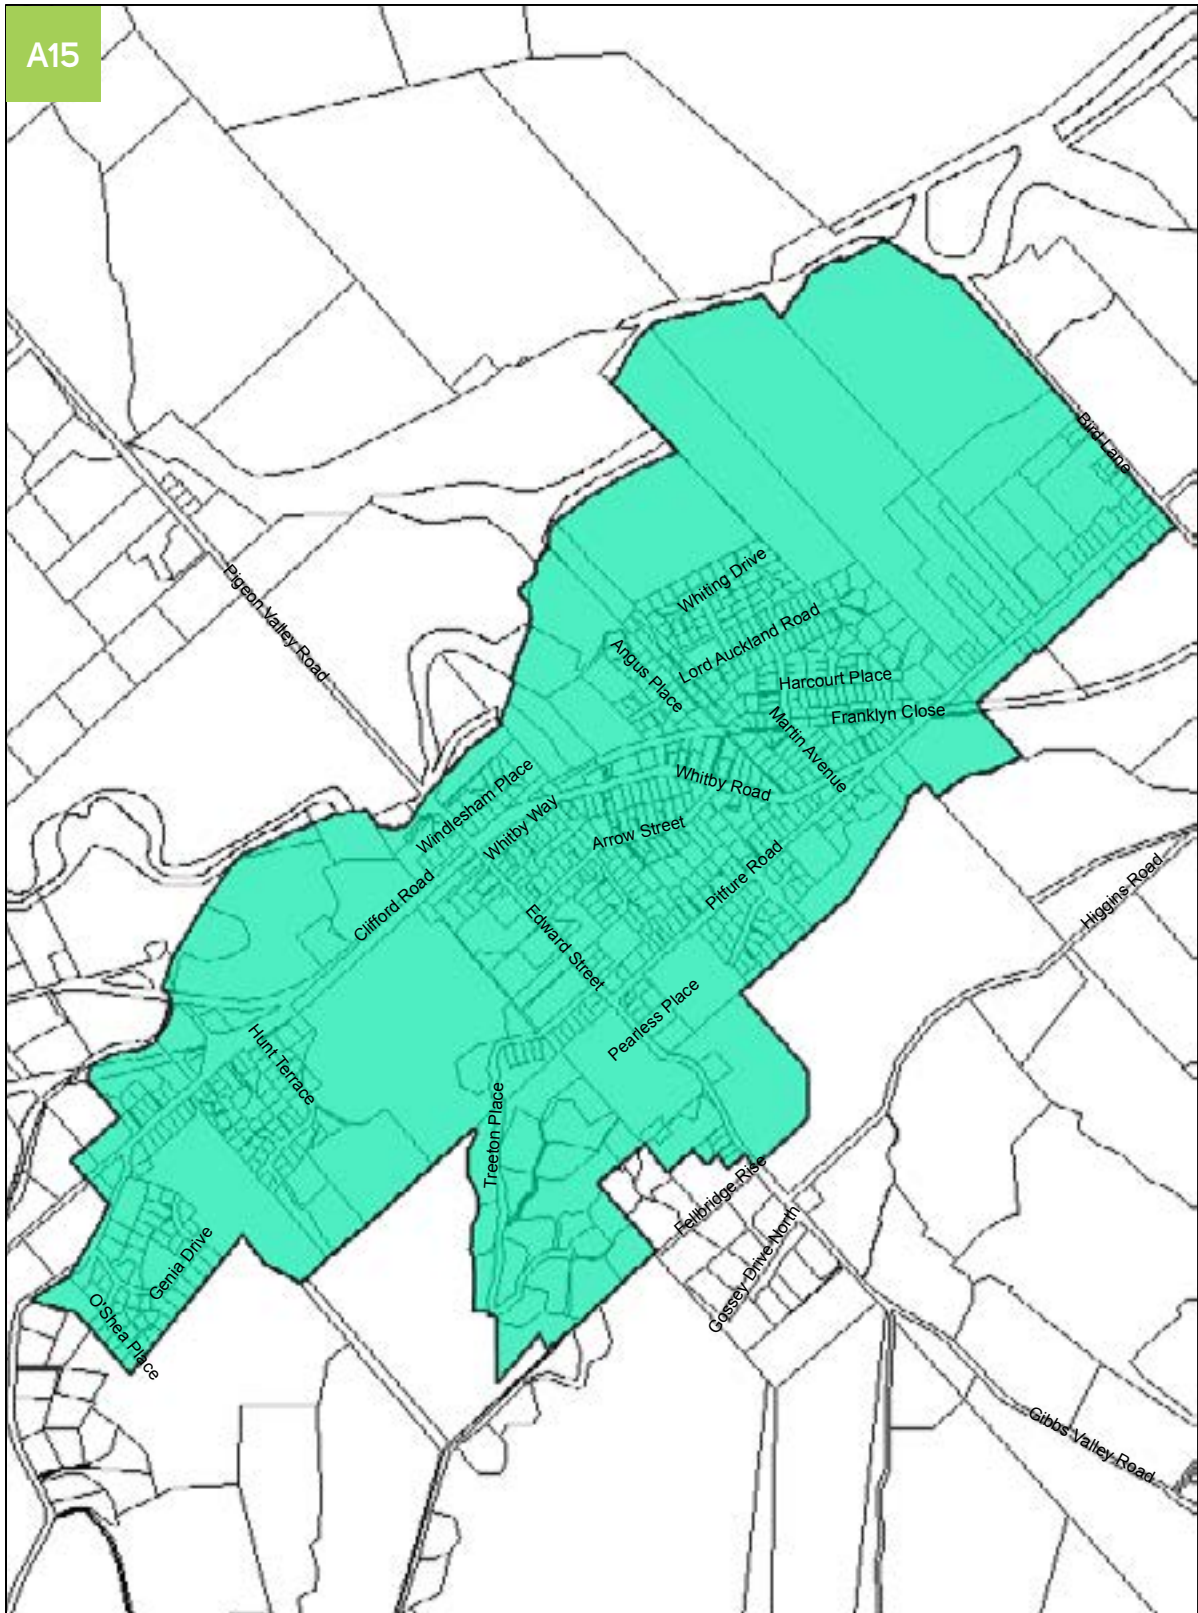 A15
Bird Lane
Whiting Drive
Pigeon Valley Road
Lord Auckland Road
Angus Place
Harcourt Place
Franklyn Close
Martin Avenue
Whitby Road
Windlesham Place
Whitby Way
Arrow Street
Pitfure Road
Clifford Road
Higgins Road
Edward Street
Pearless Place
Hunt Terrace
Treeton Place
Fellbridge Rise
Genia Drive
Gossey Drive North
O'Shea Place
Gibbs Valley Road